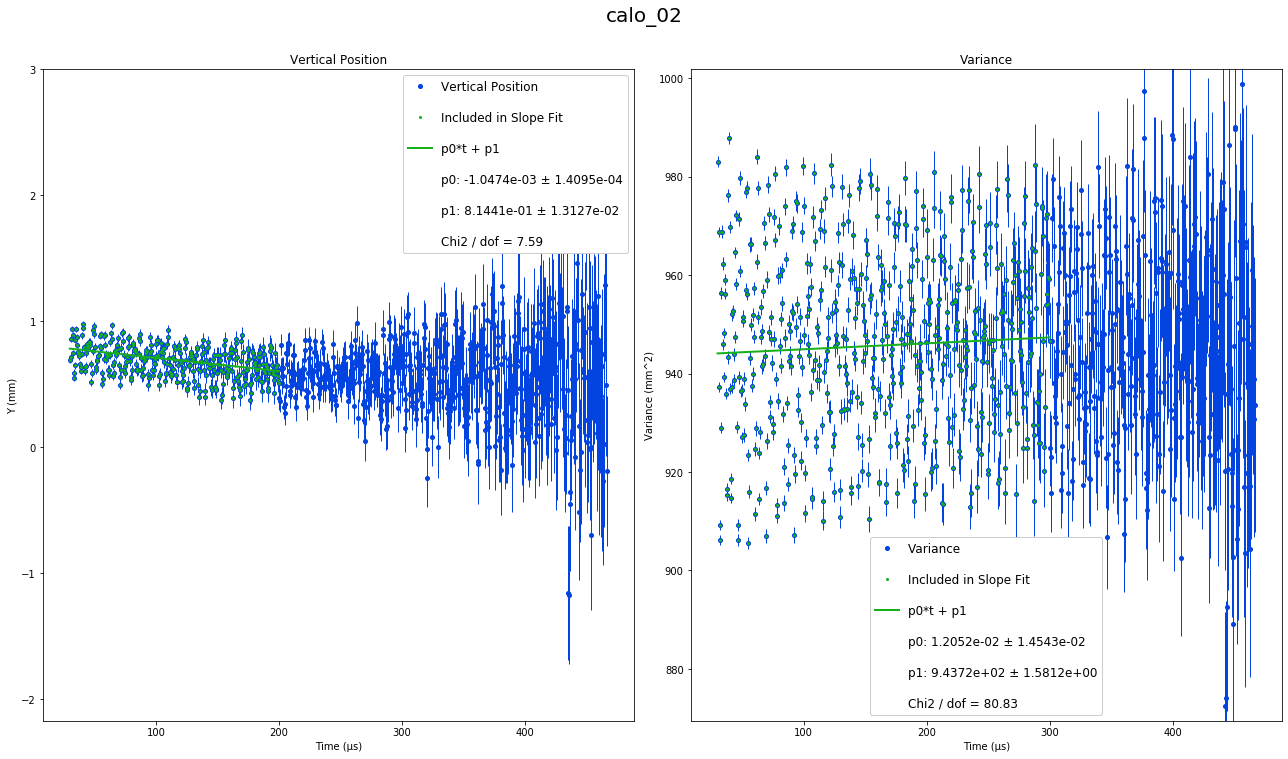 calo_02
Vertical Position
Vertical Position
Included in Slope Fit
p0*t + p1
p0: -1.0474e-03 ± 1.4095e-04
p1: 8.1441e-01 ± 1.3127e-02
Chi2 / dof = 7.59
3
2
1
0
−1
−2
Y (mm)
100
200
300
400
Time (μs)
Variance
1000
980
960
940
920
900
880
Variance (mm^2)
Variance
Included in Slope Fit
p0*t + p1
p0: 1.2052e-02 ± 1.4543e-02
p1: 9.4372e+02 ± 1.5812e+00
Chi2 / dof = 80.83
100
200
300
400
Time (μs)